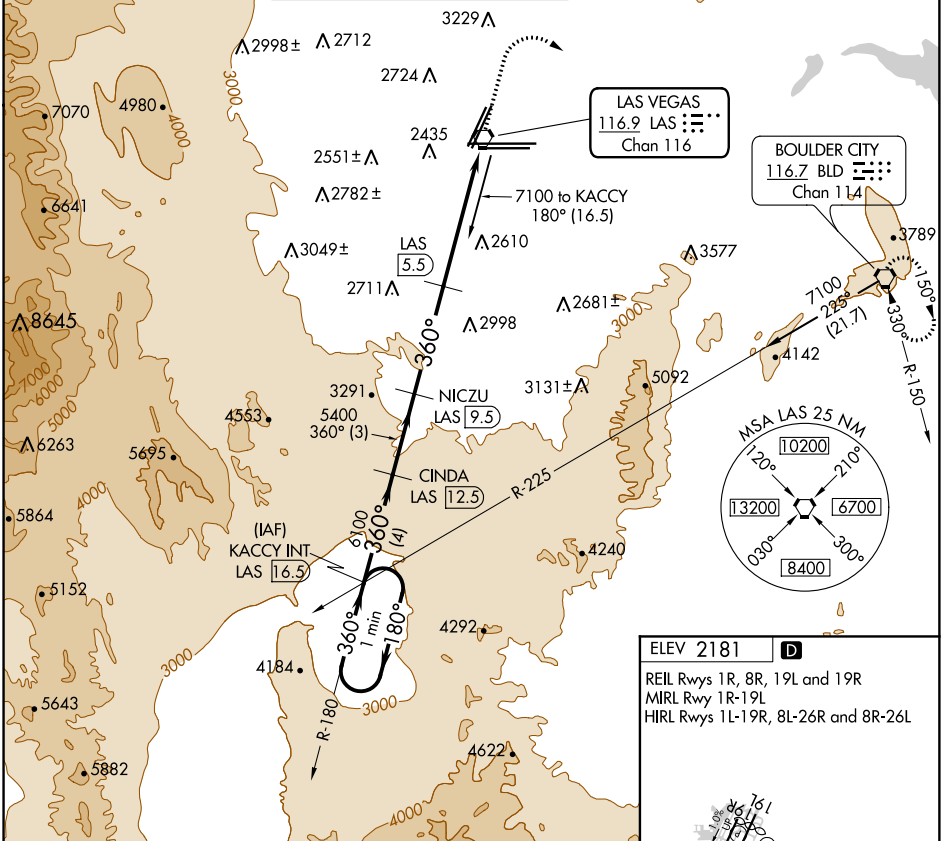 3229
2998±
2712
2724
7070
4980
3000
4000
2435
2551±
2782±
6641
3049±
LAS VEGAS
116.9 LAS
Chan 116
BOULDER CITY
116.7 BLD
Chan 114
7100 to KACCY
180° (16.5)
3789
2610
3577
LAS
5.5
2711
2681±
2998
3000
7100
225°
(21.7)
150°
330°
R-150
4142
8645
7000
6000
5000
360°
3291
5400
360° (3)
NICZU
LAS 9.5
3131±
5092
4553
6263
5695
4000
CINDA
LAS 12.5
R-225
MSA LAS 25 NM
120°
10200
210°
13200
6700
030°
300°
8400
5864
(IAF)
KACCY INT
LAS 16.5
6100
360°
(4)
4240
5152
360°
1 min
180°
4292
3000
4184
3000
R-180
5643
4622
5882
4000
ELEV 2181
D
REIL Rwys 1R, 8R, 19L and 19R
MIRL Rwy 1R-19L
HIRL Rwys 1L-19R, 8L-26R and 8R-26L
19R
19L
UP